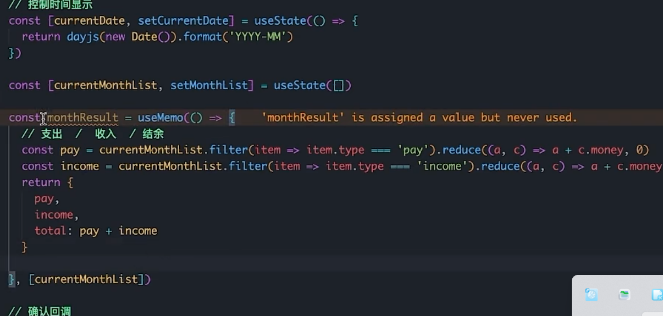 // 控制时间显示
const [currentDate, setCurrentDate] = useState(() => {
return dayjs(new Date()).format('YYYY-MM')
})
const [currentMonthList, setMonthList] = useState([])
const monthResult = useMemo(() => { 'monthResult' is assigned a value but never used.
// 支出 / 收入 / 结余
const pay = currentMonthList.filter(item => item.type === 'pay').reduce((a, c) => a + c.money, 0)
const income = currentMonthList.filter(item => item.type === 'income').reduce((a, c) => a + c.money
return {
pay,
income,
total: pay + income
}
}, [currentMonthList])
// 确认回调